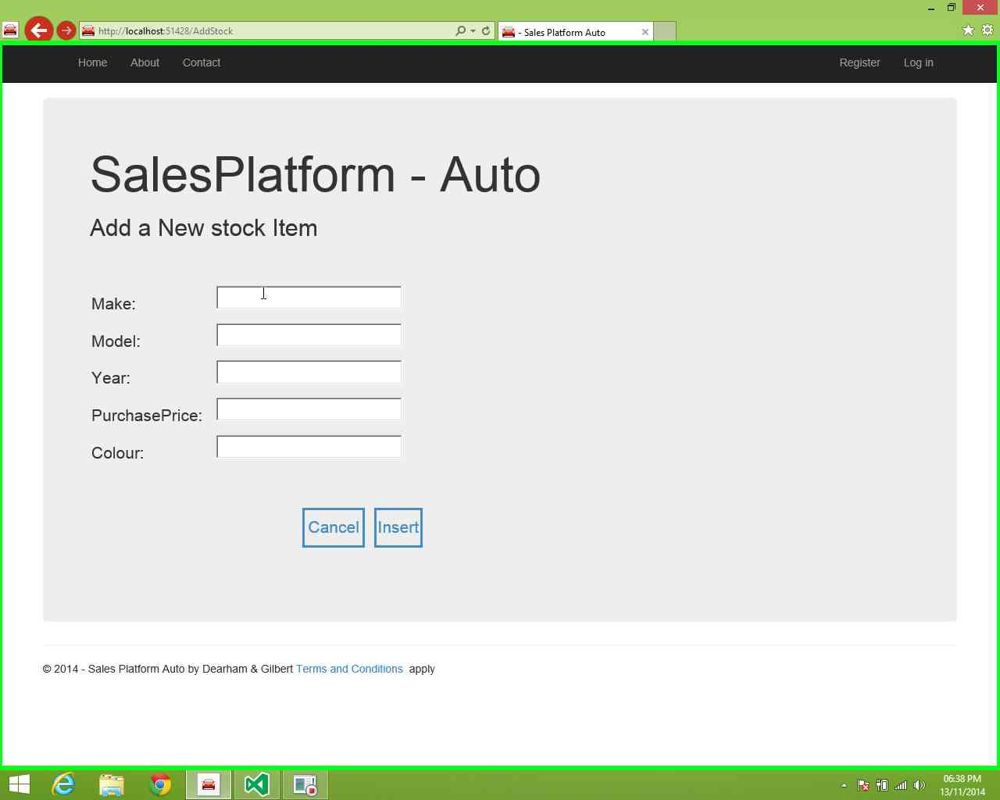 http://localhost:51428/AddStock
- Sales Platform Auto
Home About Contact Register Log in
SalesPlatform - Auto
Add a New stock Item
Make:
Model:
Year:
PurchasePrice:
Colour:
Cancel Insert
© 2014 - Sales Platform Auto by Dearham & Gilbert Terms and Conditions apply
06:38 PM
13/11/2014